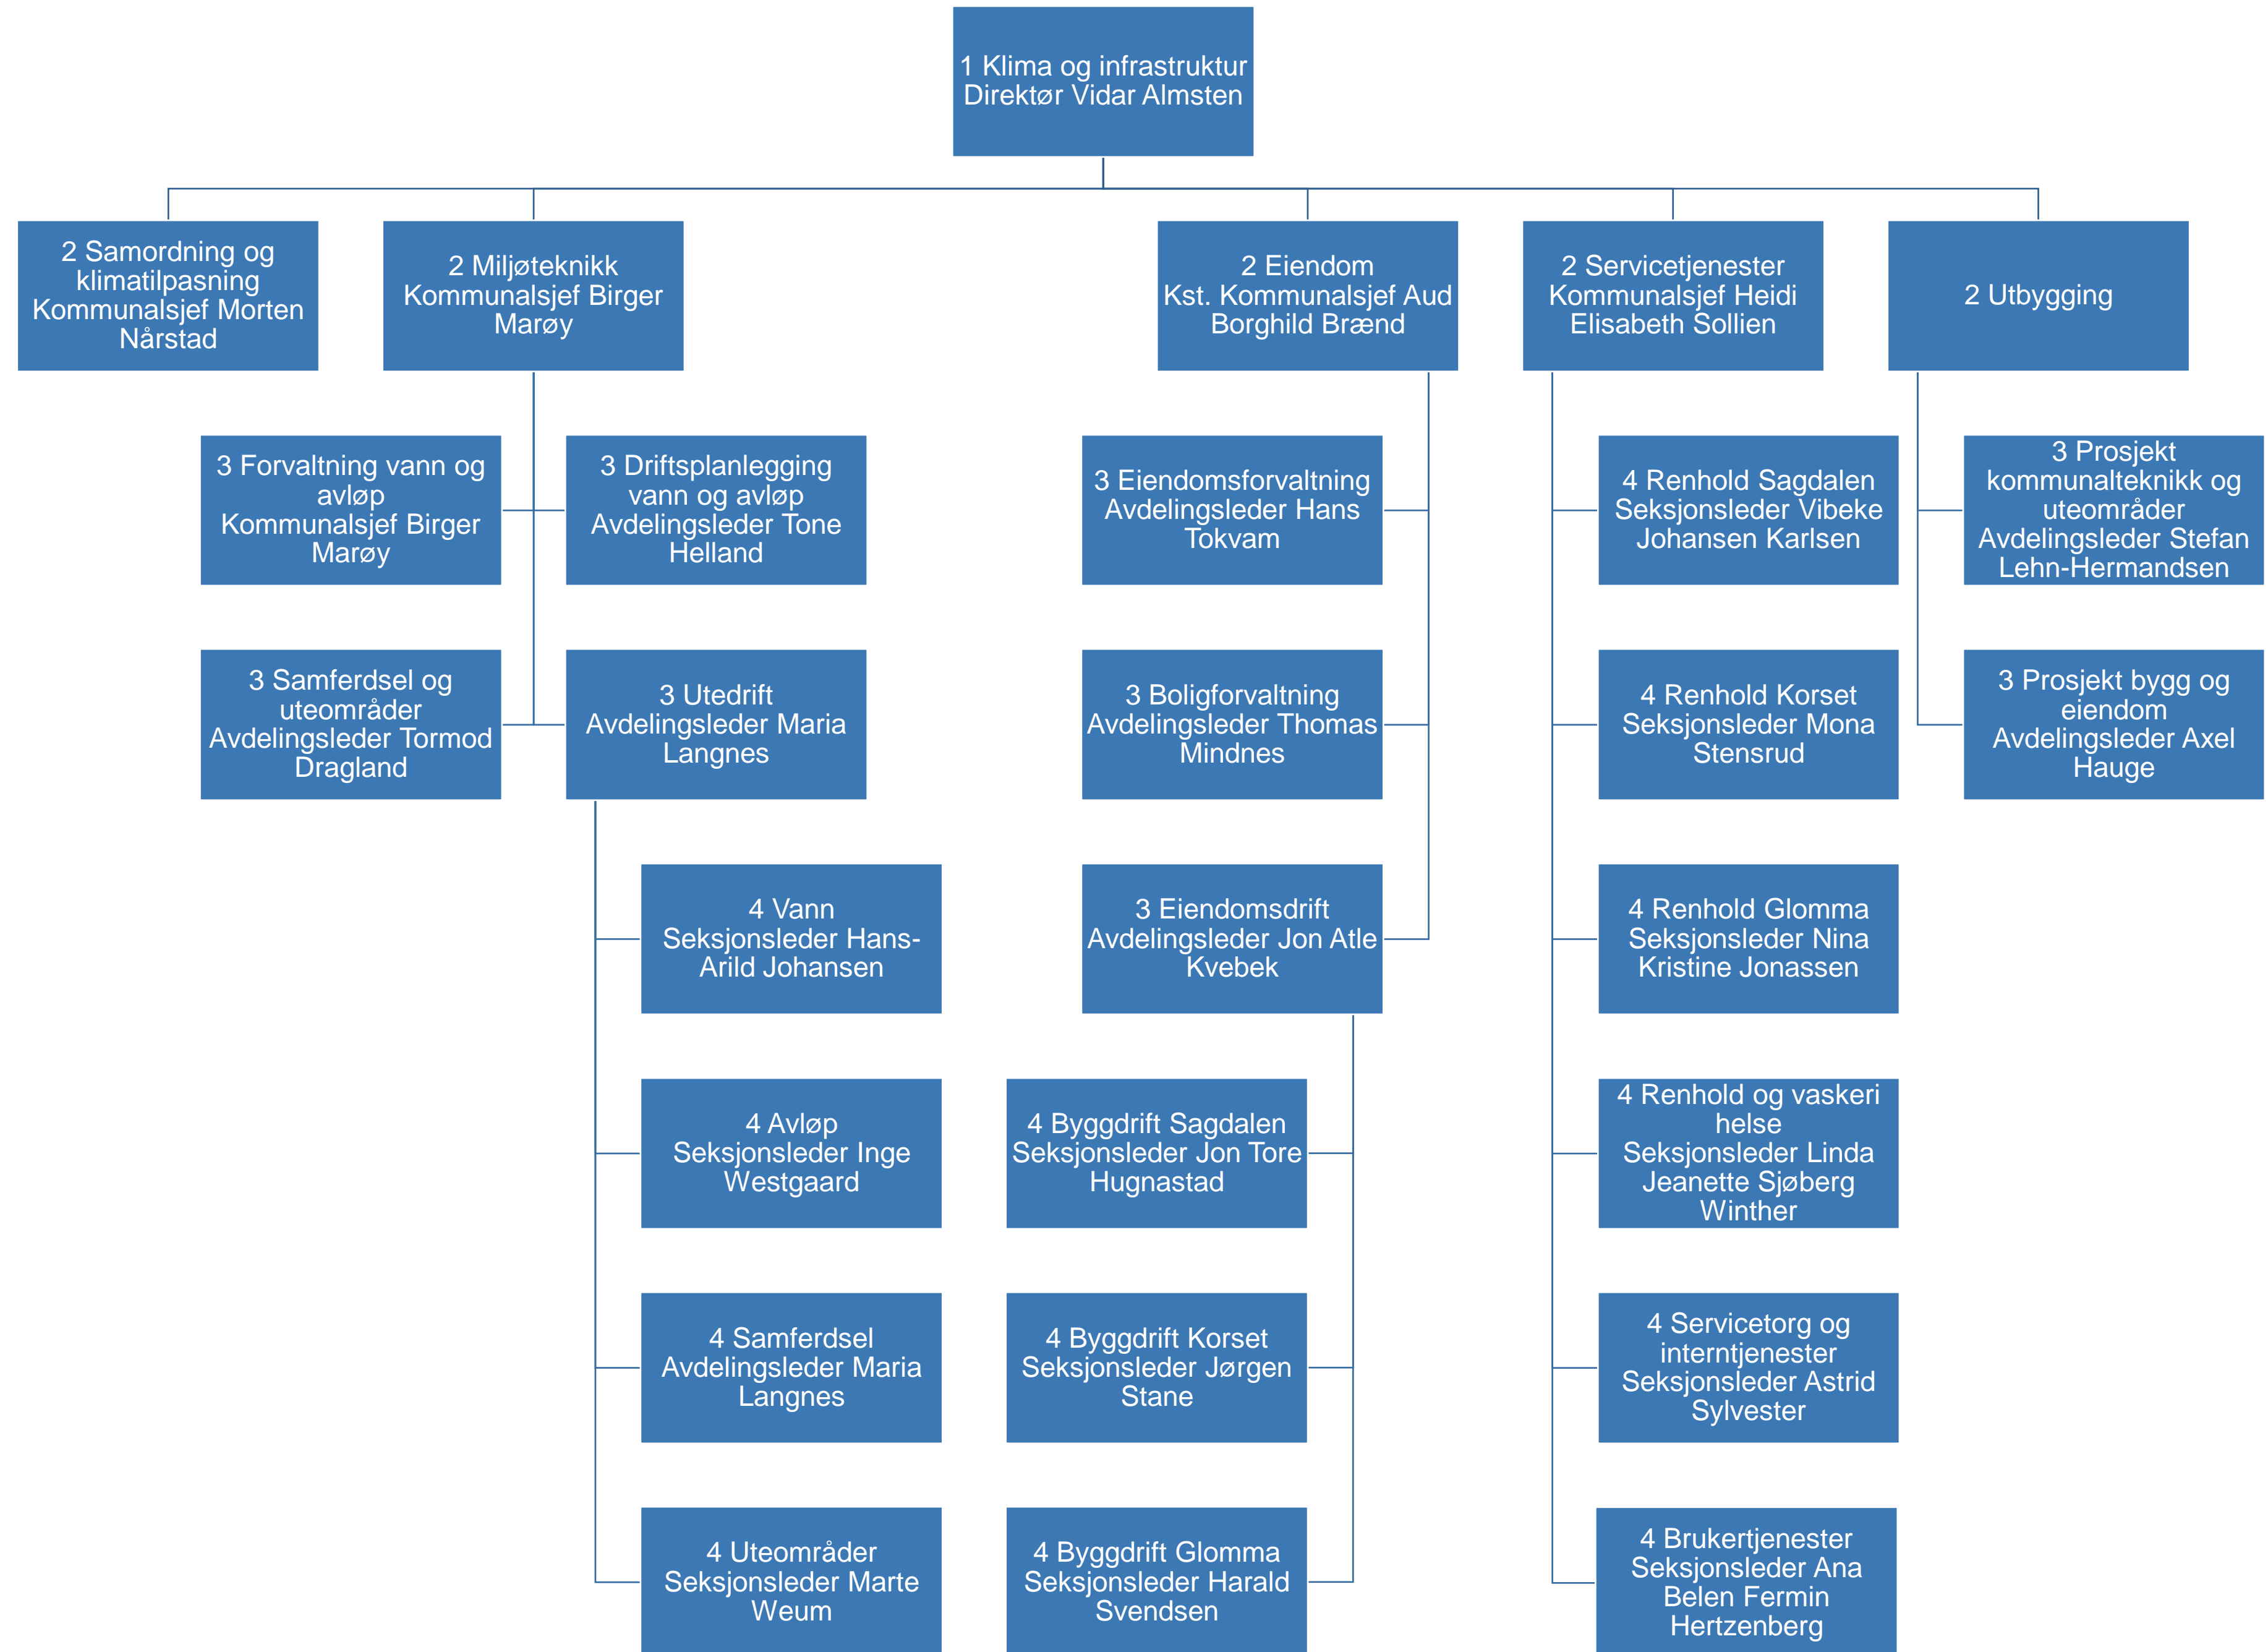 1 Klima og infrastruktur
Direktør Vidar Almsten
2 Samordning og
klimatilpasning
Kommunalsjef Morten
Nårstad
2 Miljøteknikk
Kommunalsjef Birger
Marøy
2 Eiendom
Kst. Kommunalsjef Aud
Borghild Brænd
2 Servicetjenester
Kommunalsjef Heidi
Elisabeth Sollien
2 Utbygging
3 Forvaltning vann og
avløp
Kommunalsjef Birger
Marøy
3 Driftsplanlegging
vann og avløp
Avdelingsleder Tone
Helland
3 Eiendomsforvaltning
Avdelingsleder Hans
Tokvam
4 Renhold Sagdalen
Seksjonsleder Vibeke
Johansen Karlsen
3 Prosjekt
kommunalteknikk og
uteområder
Avdelingsleder Stefan
Lehn-Hermandsen
3 Samferdsel og
uteområder
Avdelingsleder Tormod
Dragland
3 Utedrift
Avdelingsleder Maria
Langnes
3 Boligforvaltning
Avdelingsleder Thomas
Mindnes
4 Renhold Korset
Seksjonsleder Mona
Stensrud
3 Prosjekt bygg og
eiendom
Avdelingsleder Axel
Hauge
4 Vann
Seksjonsleder Hans-
Arild Johansen
3 Eiendomsdrift
Avdelingsleder Jon Atle
Kvebek
4 Renhold Glomma
Seksjonsleder Nina
Kristine Jonassen
4 Avløp
Seksjonsleder Inge
Westgaard
4 Byggdrift Sagdalen
Seksjonsleder Jon Tore
Hugnastad
4 Renhold og vaskeri
helse
Seksjonsleder Linda
Jeanette Sjøberg
Winther
4 Samferdsel
Avdelingsleder Maria
Langnes
4 Byggdrift Korset
Seksjonsleder Jørgen
Stane
4 Servicetorg og
interntjenester
Seksjonsleder Astrid
Sylvester
4 Uteområder
Seksjonsleder Marte
Weum
4 Byggdrift Glomma
Seksjonsleder Harald
Svendsen
4 Brukertjenester
Seksjonsleder Ana
Belen Fermin
Hertzenberg